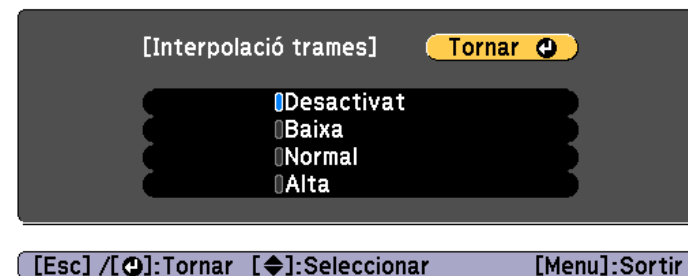 [Interpolació trames] Tornar
Desactivat
Baixa
Normal
Alta
[Esc] /[ ]:Tornar [ ]:Seleccionar [Menu]:Sortir